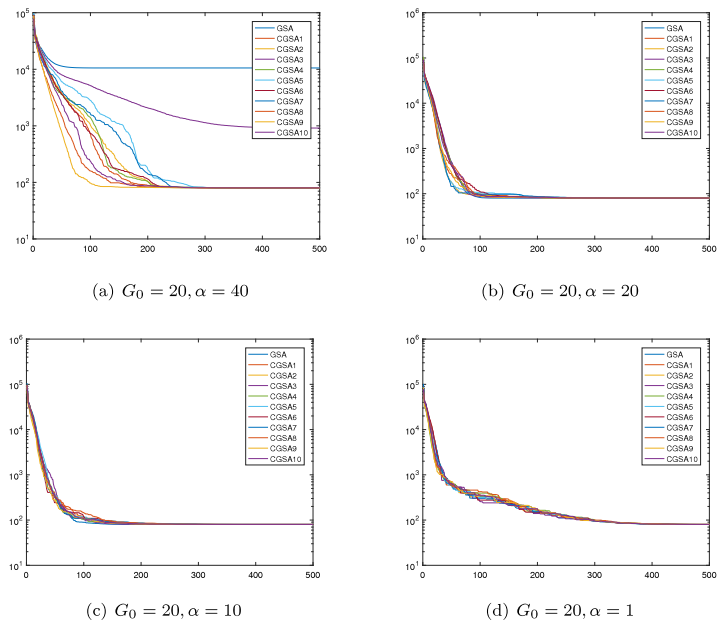 10^5
10^4
10^3
10^2
10^1
0 100 200 300 400 500
GSA
CGSA1
CGSA2
CGSA3
CGSA4
CGSA5
CGSA6
CGSA7
CGSA8
CGSA9
CGSA10
(a) G_0 = 20, α = 40
10^6
10^5
10^4
10^3
10^2
10^1
0 100 200 300 400 500
GSA
CGSA1
CGSA2
CGSA3
CGSA4
CGSA5
CGSA6
CGSA7
CGSA8
CGSA9
CGSA10
(b) G_0 = 20, α = 20
10^6
10^5
10^4
10^3
10^2
10^1
0 100 200 300 400 500
GSA
CGSA1
CGSA2
CGSA3
CGSA4
CGSA5
CGSA6
CGSA7
CGSA8
CGSA9
CGSA10
(c) G_0 = 20, α = 10
10^6
10^5
10^4
10^3
10^2
10^1
0 100 200 300 400 500
GSA
CGSA1
CGSA2
CGSA3
CGSA4
CGSA5
CGSA6
CGSA7
CGSA8
CGSA9
CGSA10
(d) G_0 = 20, α = 1